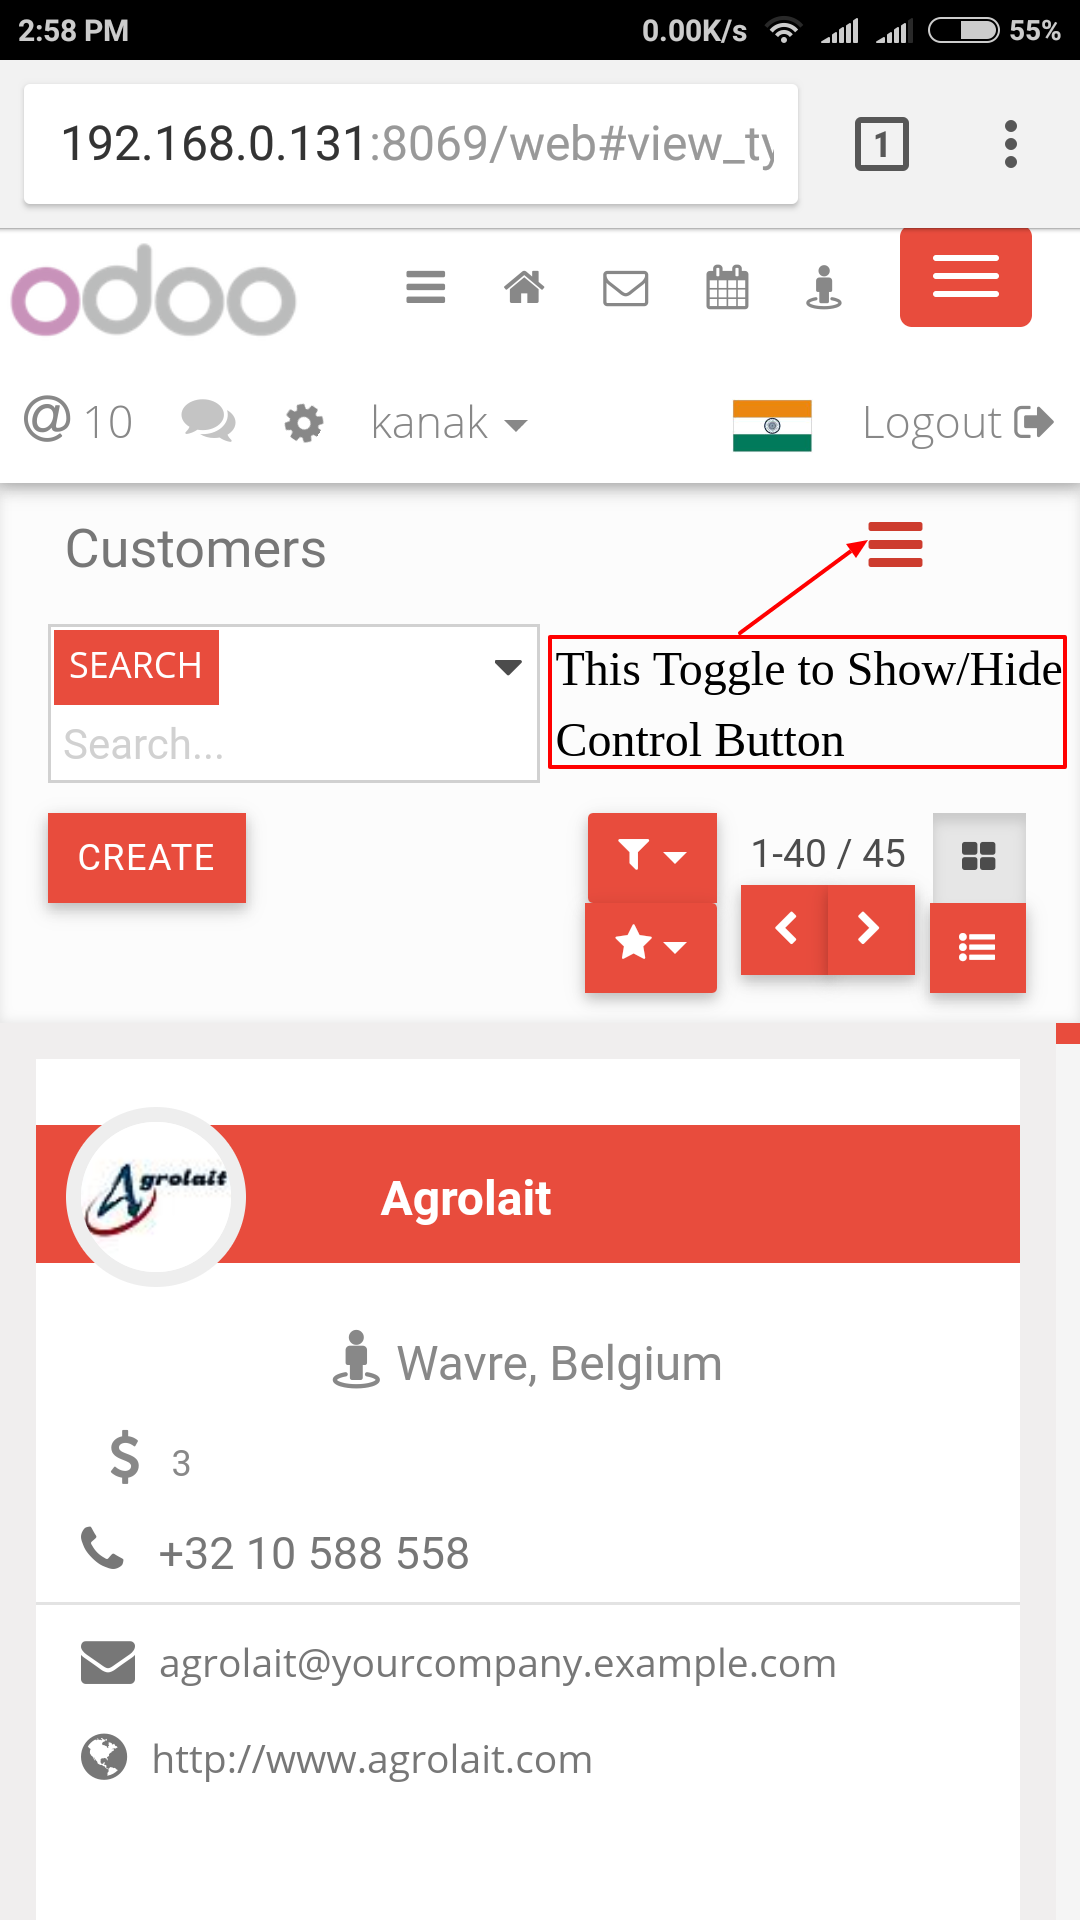 2:58 PM 0.00K/s 55%
192.168.0.131:8069/web#view_ty 1
odoo
@ 10 kanak Logout
Customers
SEARCH
Search...
This Toggle to Show/Hide
Control Button
CREATE 1-40 / 45
Agrolait Agrolait
Wavre, Belgium
$ 3
+32 10 588 558
agrolait@yourcompany.example.com
http://www.agrolait.com